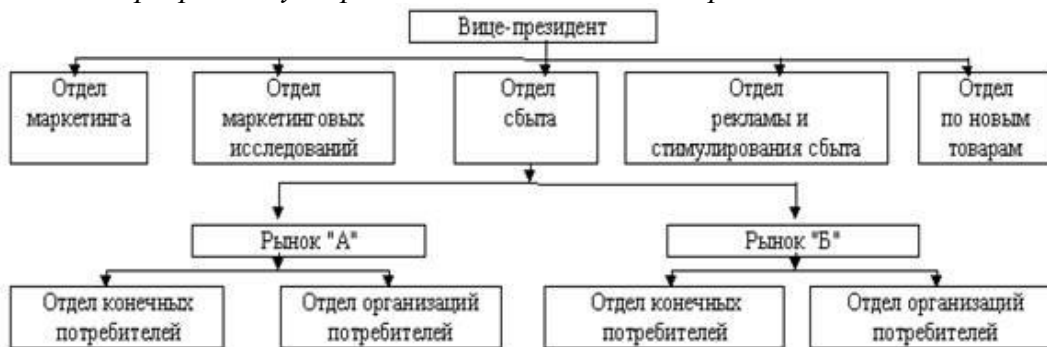 Вице-президент
Отдел
маркетинга
Отдел
маркетинговых
исследований
Отдел
сбыта
Отдел
рекламы и
стимулирования сбыта
Отдел
по новым
товарам
Рынок "А"
Рынок "Б"
Отдел конечных
потребителей
Отдел организаций
потребителей
Отдел конечных
потребителей
Отдел организаций
потребителей